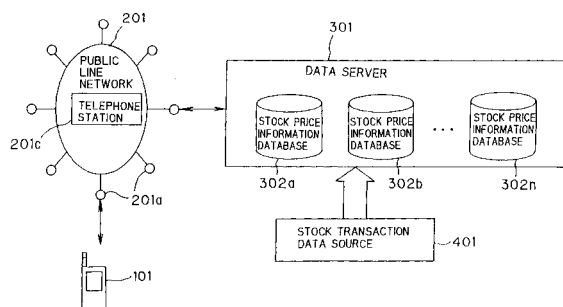 201
PUBLIC
LINE
NETWORK
TELEPHONE
STATION
201c
201a
101
301
DATA SERVER
STOCK PRICE
INFORMATION
DATABASE
302a
STOCK PRICE
INFORMATION
DATABASE
302b
...
STOCK PRICE
INFORMATION
DATABASE
302n
STOCK TRANSACTION
DATA SOURCE
401